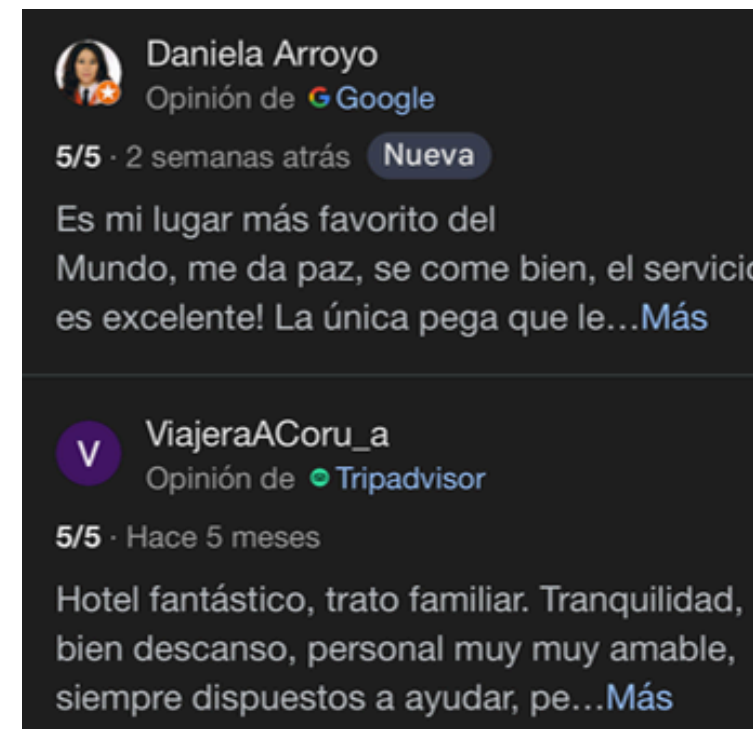 Daniela Arroyo
Opinión de Google
5/5 · 2 semanas atrás Nueva
Es mi lugar más favorito del
Mundo, me da paz, se come bien, el servicio
es excelente! La única pega que le...Más
V
ViajeraACoru_a
Opinión de Tripadvisor
5/5 · Hace 5 meses
Hotel fantástico, trato familiar. Tranquilidad,
bien descanso, personal muy muy amable,
siempre dispuestos a ayudar, pe...Más